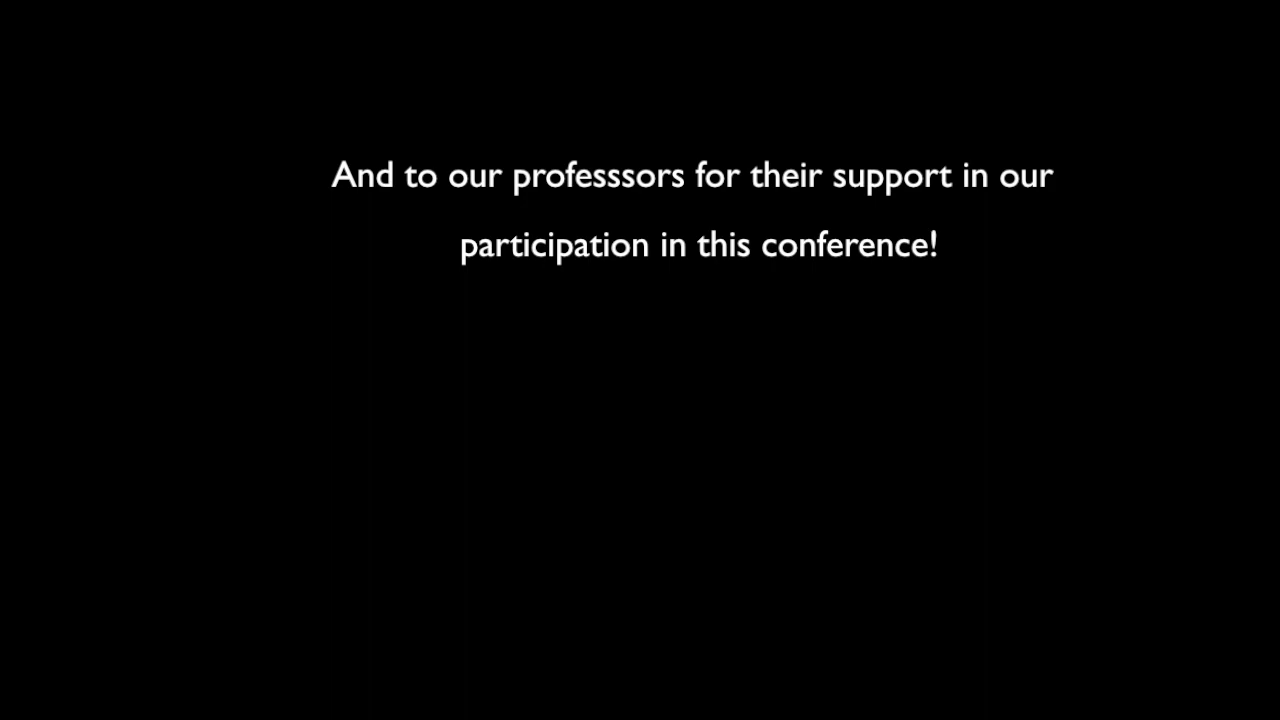 And to our professsors for their support in our
participation in this conference!